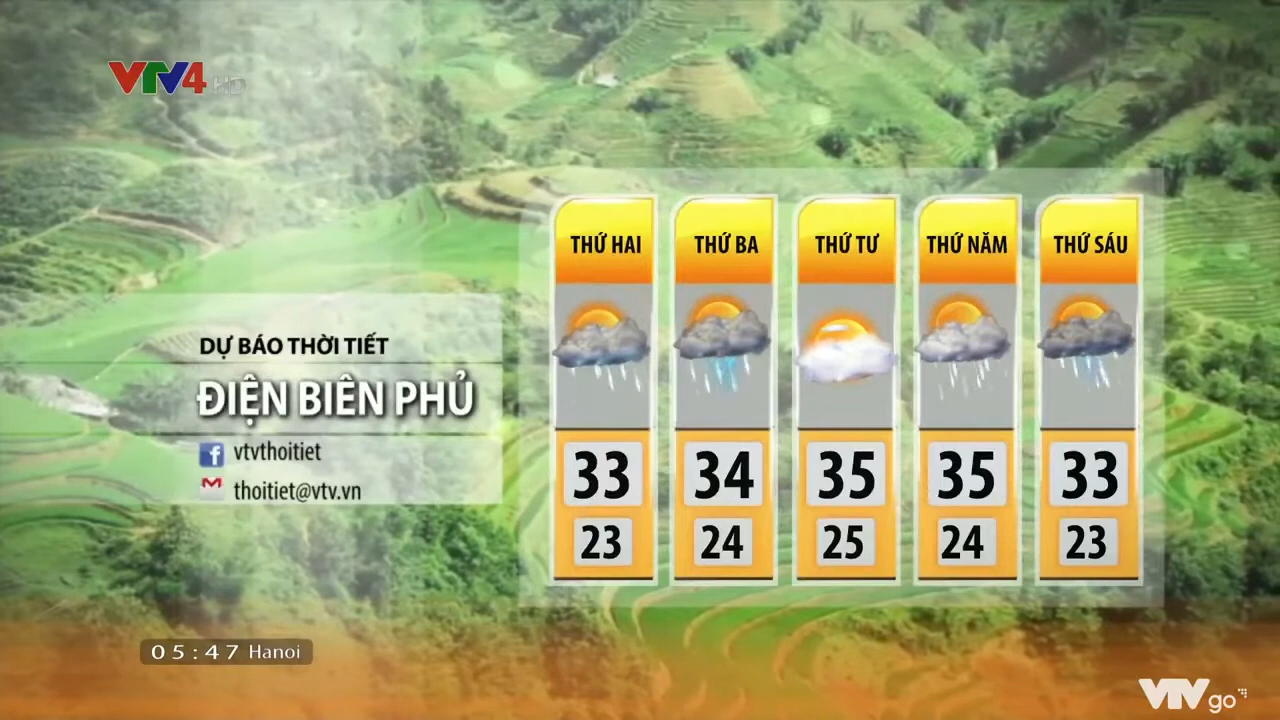 VTV4 HD
DỰ BÁO THỜI TIẾT
ĐIỆN BIÊN PHỦ
vtvthoitiet
thoitiet@vtv.vn
THỨ HAI THỨ BA THỨ TƯ THỨ NĂM THỨ SÁU
33 34 35 35 33
23 24 25 24 23
05:47 Hanoi
VTVgo